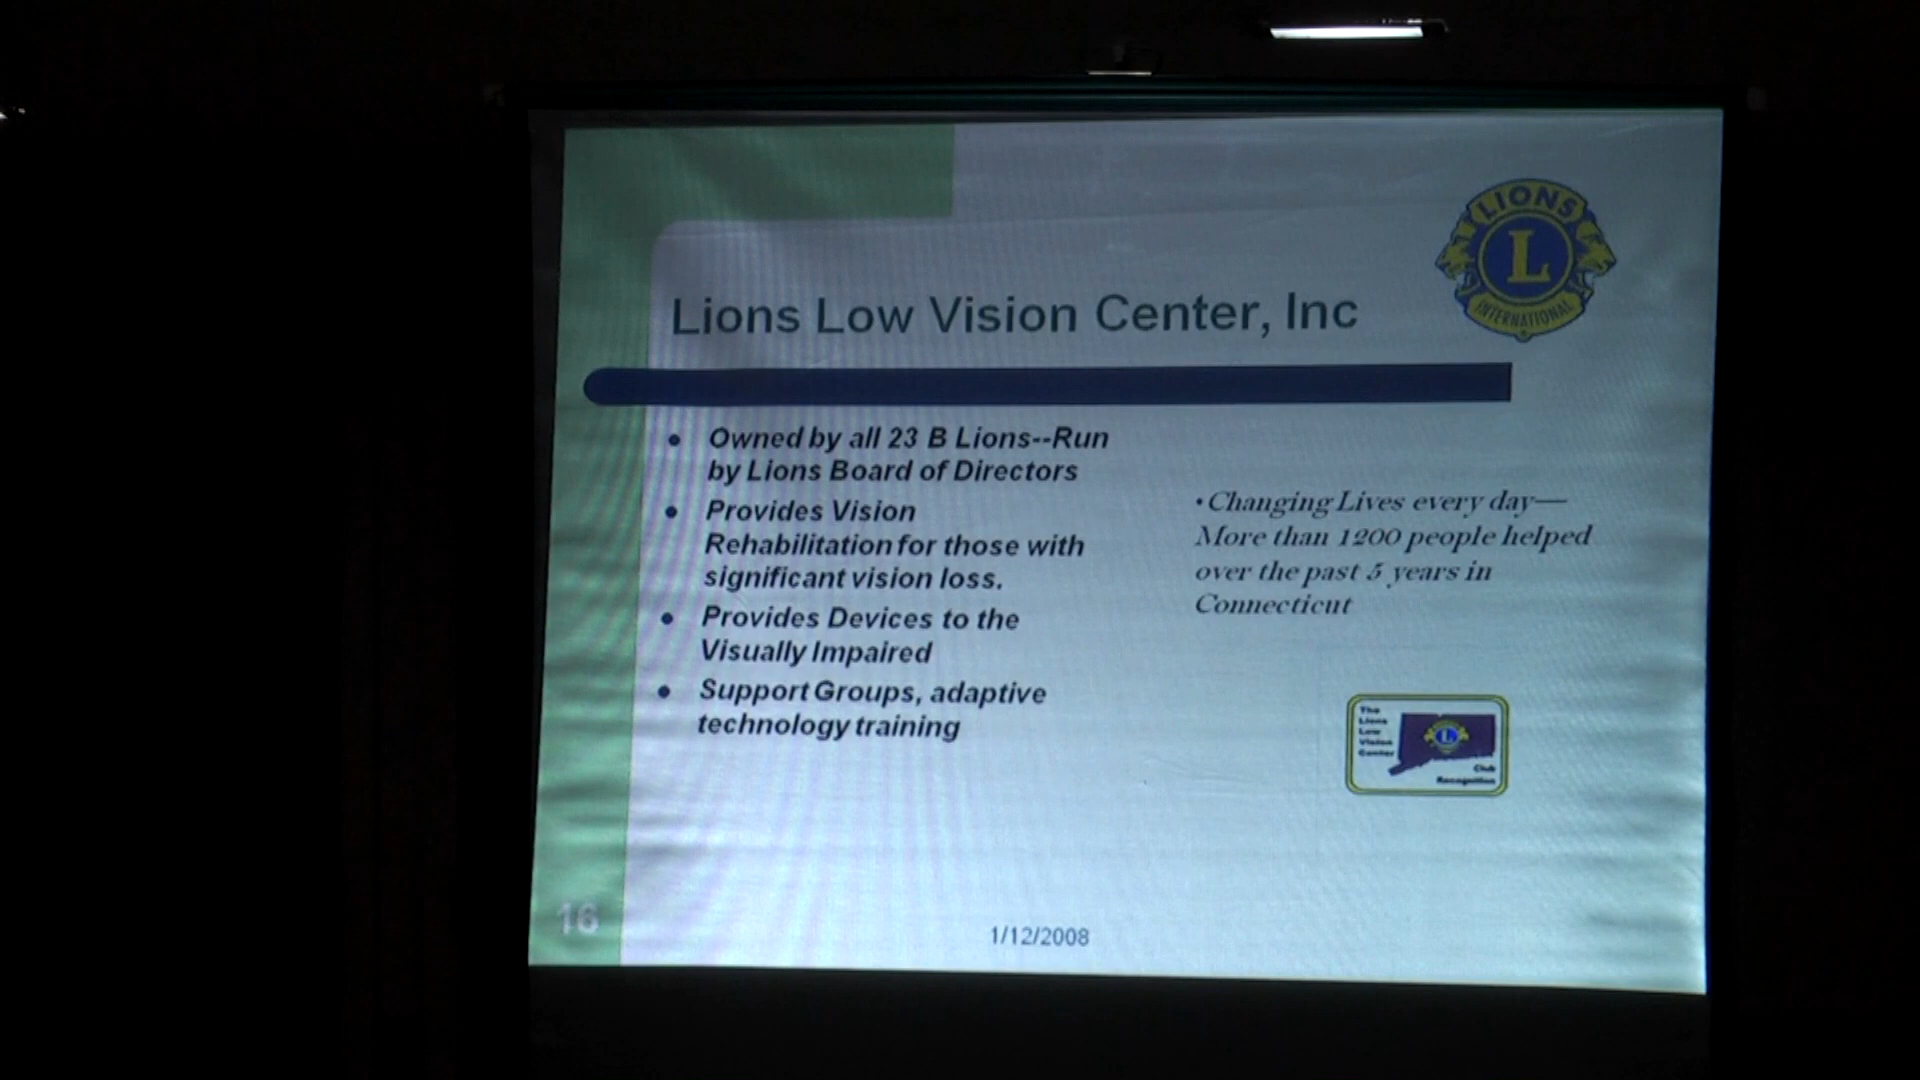 LIONS
L
INTERNATIONAL
Lions Low Vision Center, Inc
Owned by all 23 B Lions--Run
by Lions Board of Directors
Provides Vision
Rehabilitation for those with
significant vision loss.
Provides Devices to the
Visually Impaired
Support Groups, adaptive
technology training
• Changing Lives every day—
More than 1200 people helped
over the past 5 years in
Connecticut
The
Lions
Low
Vision
Center
L
Club
Recognition
16
1/12/2008